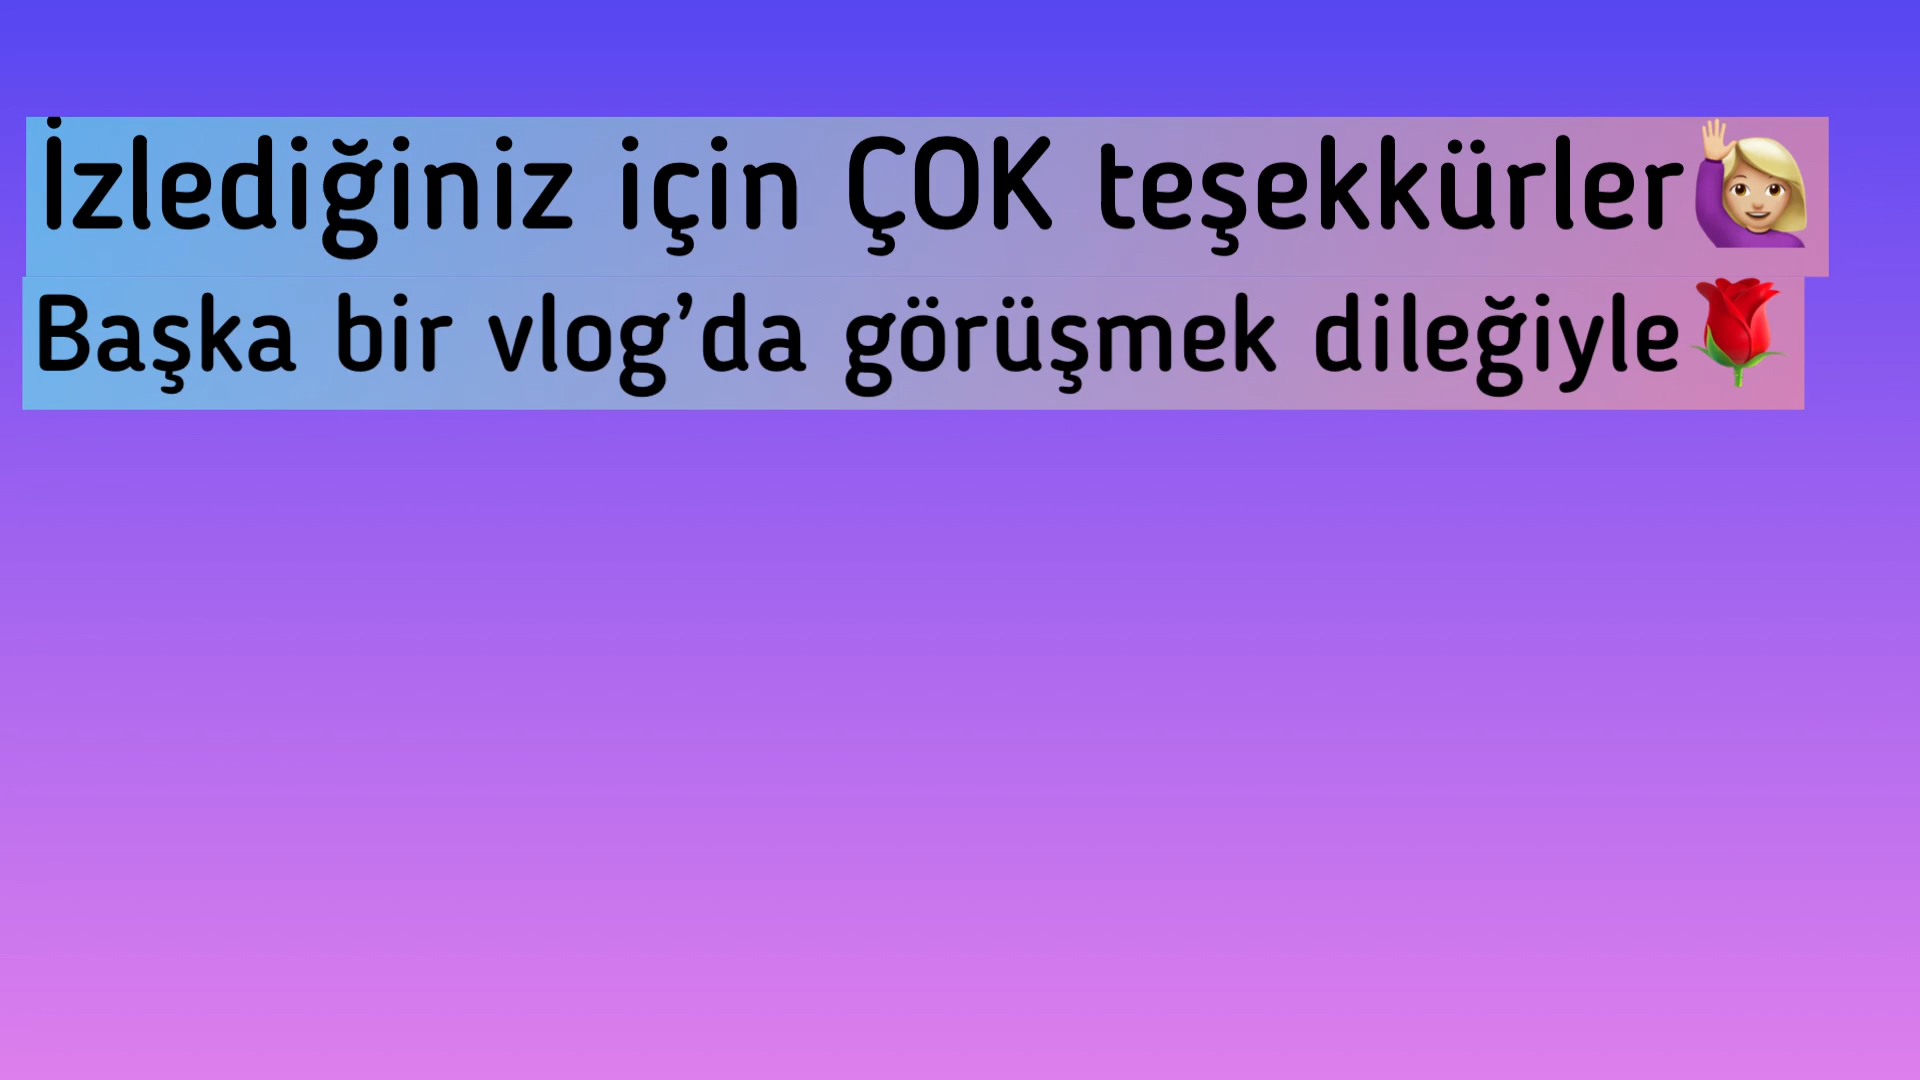 İzlediğiniz için ÇOK teşekkürler🙋🏼‍♀️
Başka bir vlog’da görüşmek dileğiyle🌹